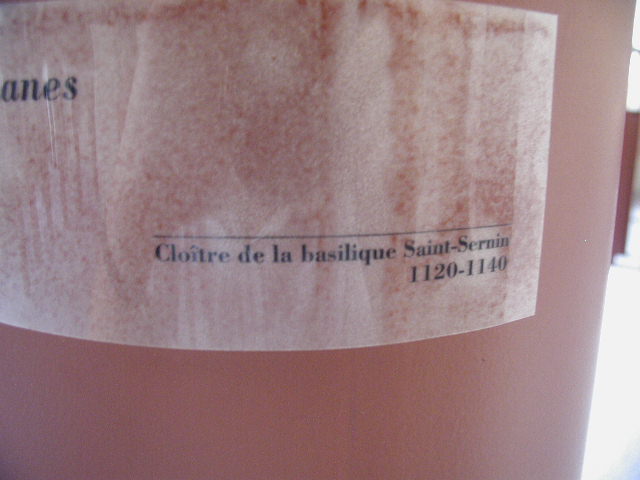 anes
Cloître de la basilique Saint-Sernin
1120-1140